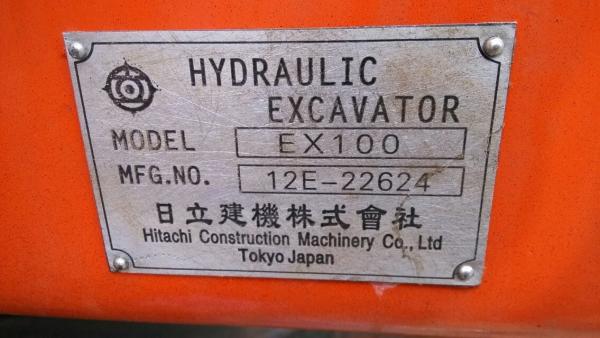 HYDRAULIC
EXCAVATOR
MODEL EX100
MFG.NO. 12E-22624
日立建機株式會社
Hitachi Construction Machinery Co., Ltd
Tokyo Japan